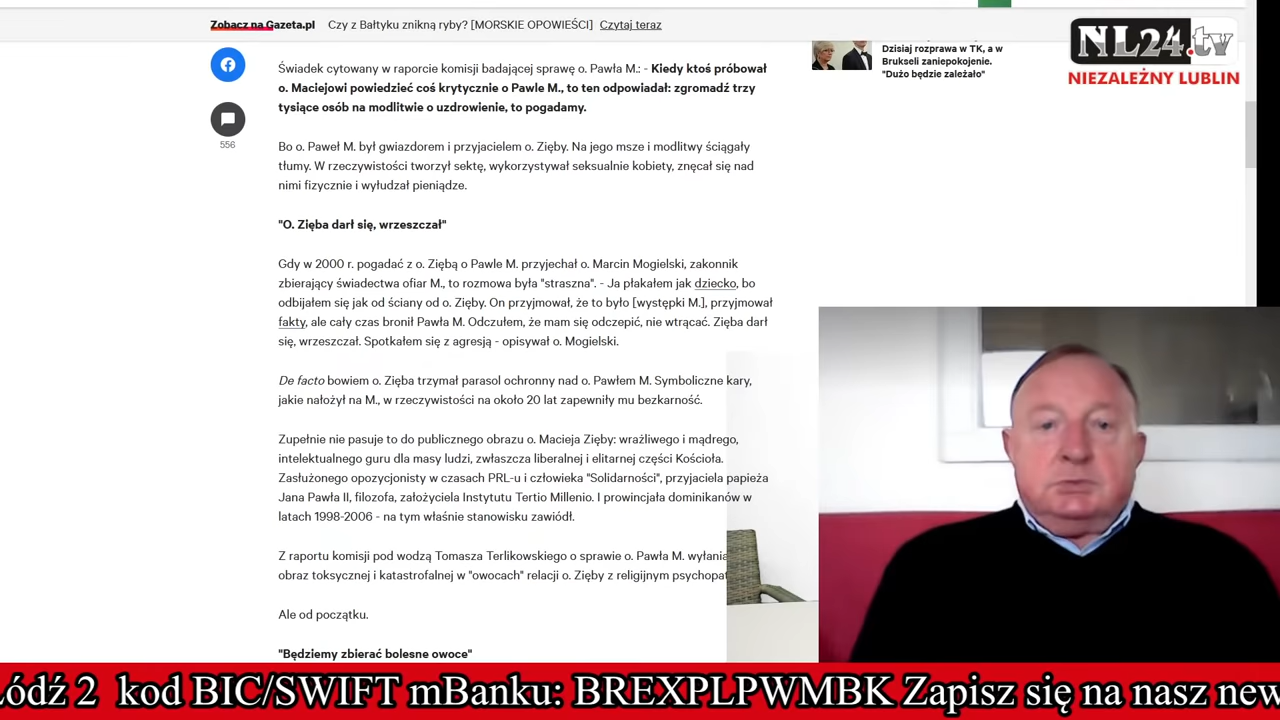 Zobacz na Gazeta.pl Czy z Bałtyku znikną ryby? [MORSKIE OPOWIEŚCI] Czytaj teraz
Świadek cytowany w raporcie komisji badającej sprawę o. Pawła M.: - Kiedy ktoś próbował
o. Maciejowi powiedzieć coś krytycznie o Pawle M., to ten odpowiadał: zgromadź trzy
tysiące osób na modlitwie o uzdrowienie, to pogadamy.
556
Bo o. Paweł M. był gwiazdorem i przyjacielem o. Zięby. Na jego msze i modlitwy ściągały
tłumy. W rzeczywistości tworzył sektę, wykorzystywał seksualnie kobiety, znęcał się nad
nimi fizycznie i wyłudzał pieniądze.
"O. Zięba darł się, wrzeszczał"
Gdy w 2000 r. pogadać z o. Ziębą o Pawle M. przyjechał o. Marcin Mogielski, zakonnik
zbierający świadectwa ofiar M., to rozmowa była "straszna". - Ja płakałem jak dziecko, bo
odbijałem się jak od ściany od o. Zięby. On przyjmował, że to było [występki M.], przyjmował
fakty, ale cały czas bronił Pawła M. Odczułem, że mam się odczepić, nie wtrącać. Zięba darł
się, wrzeszczał. Spotkałem się z agresją - opisywał o. Mogielski.
De facto bowiem o. Zięba trzymał parasol ochronny nad o. Pawłem M. Symboliczne kary,
jakie nałożył na M., w rzeczywistości na około 20 lat zapewniły mu bezkarność.
Zupełnie nie pasuje to do publicznego obrazu o. Macieja Zięby: wrażliwego i mądrego,
intelektualnego guru dla masy ludzi, zwłaszcza liberalnej i elitarnej części Kościoła.
Zasłużonego opozycjonisty w czasach PRL-u i człowieka "Solidarności", przyjaciela papieża
Jana Pawła II, filozofa, założyciela Instytutu Tertio Millenio. I prowincjała dominikanów w
latach 1998-2006 - na tym właśnie stanowisku zawiódł.
Z raportu komisji pod wodzą Tomasza Terlikowskiego o sprawie o. Pawła M. wyłania
obraz toksycznej i katastrofalnej w "owocach" relacji o. Zięby z religijnym psychopat
Ale od początku.
"Będziemy zbierać bolesne owoce"
Dzisiaj rozprawa w TK, a w
Brukseli zaniepokojenie.
"Dużo będzie zależało"
NL24.tv
NIEZALEŻNY LUBLIN
Łódź 2 kod BIC/SWIFT mBanku: BREXPLPWMBK Zapisz się na nasz new